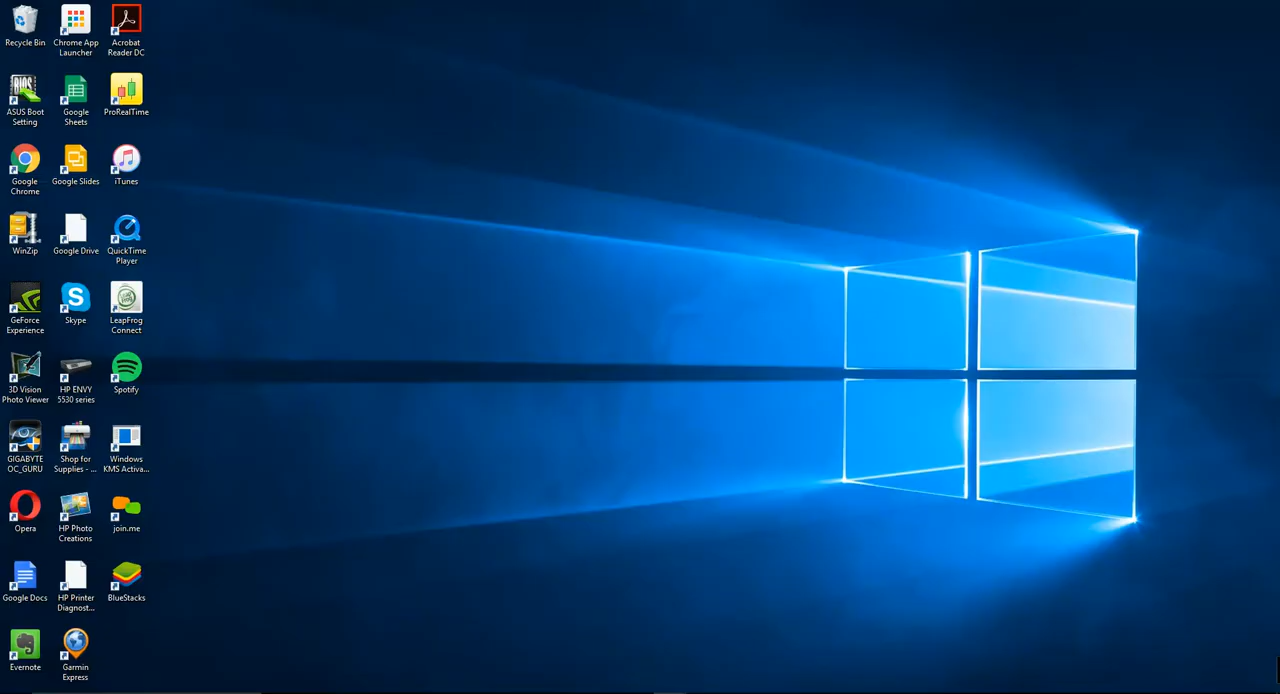 Recycle Bin
Chrome App
Launcher
Acrobat
Reader DC
BIOS
ASUS Boot
Setting
Google
Sheets
ProRealTime
Google
Chrome
Google Slides
iTunes
WinZip
Google Drive
QuickTime
Player
GeForce
Experience
S
Skype
LeapFrog
Connect
3D Vision
Photo Viewer
HP ENVY
5530 series
Spotify
GIGABYTE
OC_GURU
Shop for
Supplies - ...
Windows
KMS Activa...
Opera
HP Photo
Creations
join.me
Google Docs
HP Printer
Diagnost...
BlueStacks
Evernote
Garmin
Express